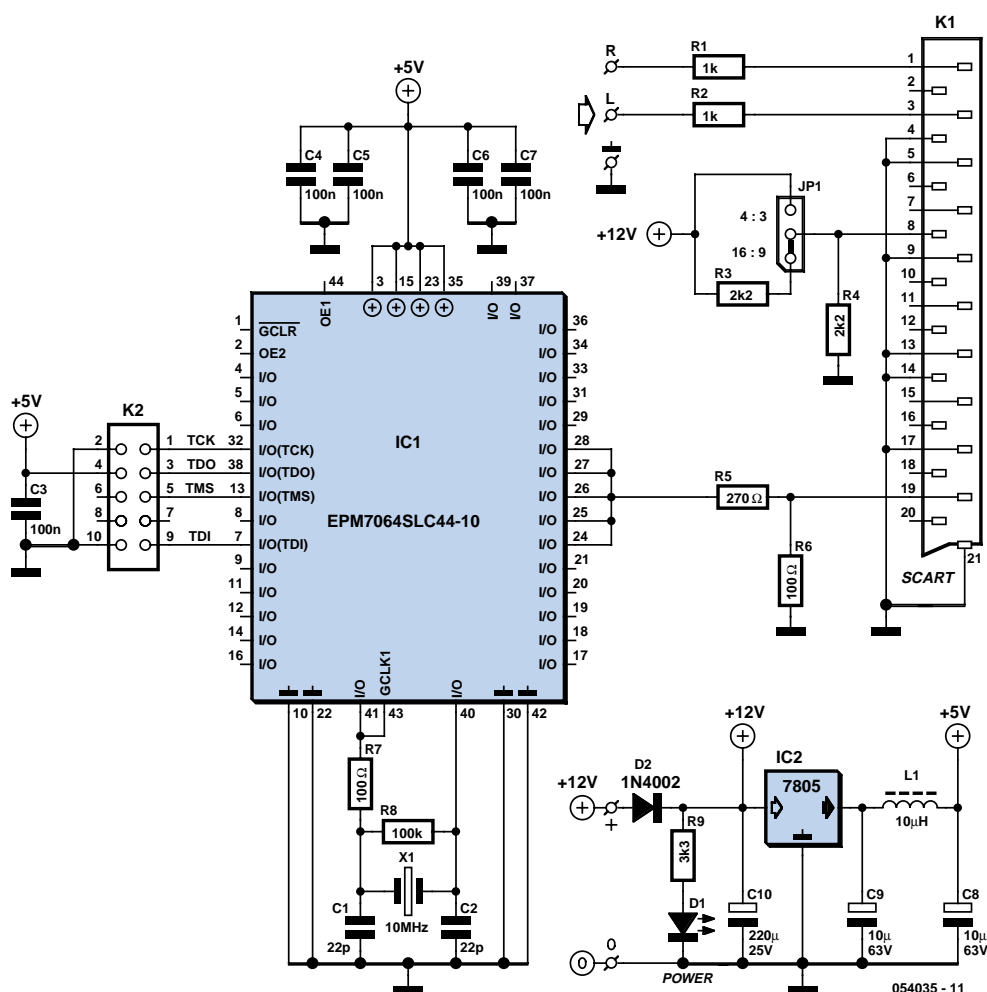 K1
R
R1
1k
1
2
L
R2
1k
3
4
5
6
7
8
9
10
11
12
13
14
15
16
17
18
19
20
21
SCART
JP1
4 : 3
16 : 9
+12V
R3
2k2
R4
2k2
+5V
C4
100n
C5
100n
C6
100n
C7
100n
44
3
15
23
35
39
37
OE1
I/O
I/O
1
GCLR
2
OE2
4
I/O
5
I/O
6
I/O
32
I/O(TCK)
38
I/O(TDO)
13
I/O(TMS)
8
I/O
7
I/O(TDI)
9
I/O
11
I/O
12
I/O
14
I/O
16
I/O
IC1
EPM7064SLC44-10
I/O
36
I/O
34
I/O
33
I/O
31
I/O
29
I/O
28
I/O
27
I/O
26
I/O
25
I/O
24
I/O
21
I/O
20
I/O
19
I/O
18
I/O
17
+5V
K2
2
1
TCK
4
3
TDO
6
5
TMS
8
7
10
9
TDI
C3
100n
R5
270 Ω
R6
100 Ω
I/O
GCLK1
I/O
10
22
41
43
40
30
42
R7
100 Ω
R8
100k
X1
10MHz
C1
22p
C2
22p
+12V
+5V
D2
1N4002
+12V
+
IC2
7805
L1
10µH
R9
3k3
D1
C10
220µ
25V
C9
10µ
63V
C8
10µ
63V
0
0
POWER
054035 - 11